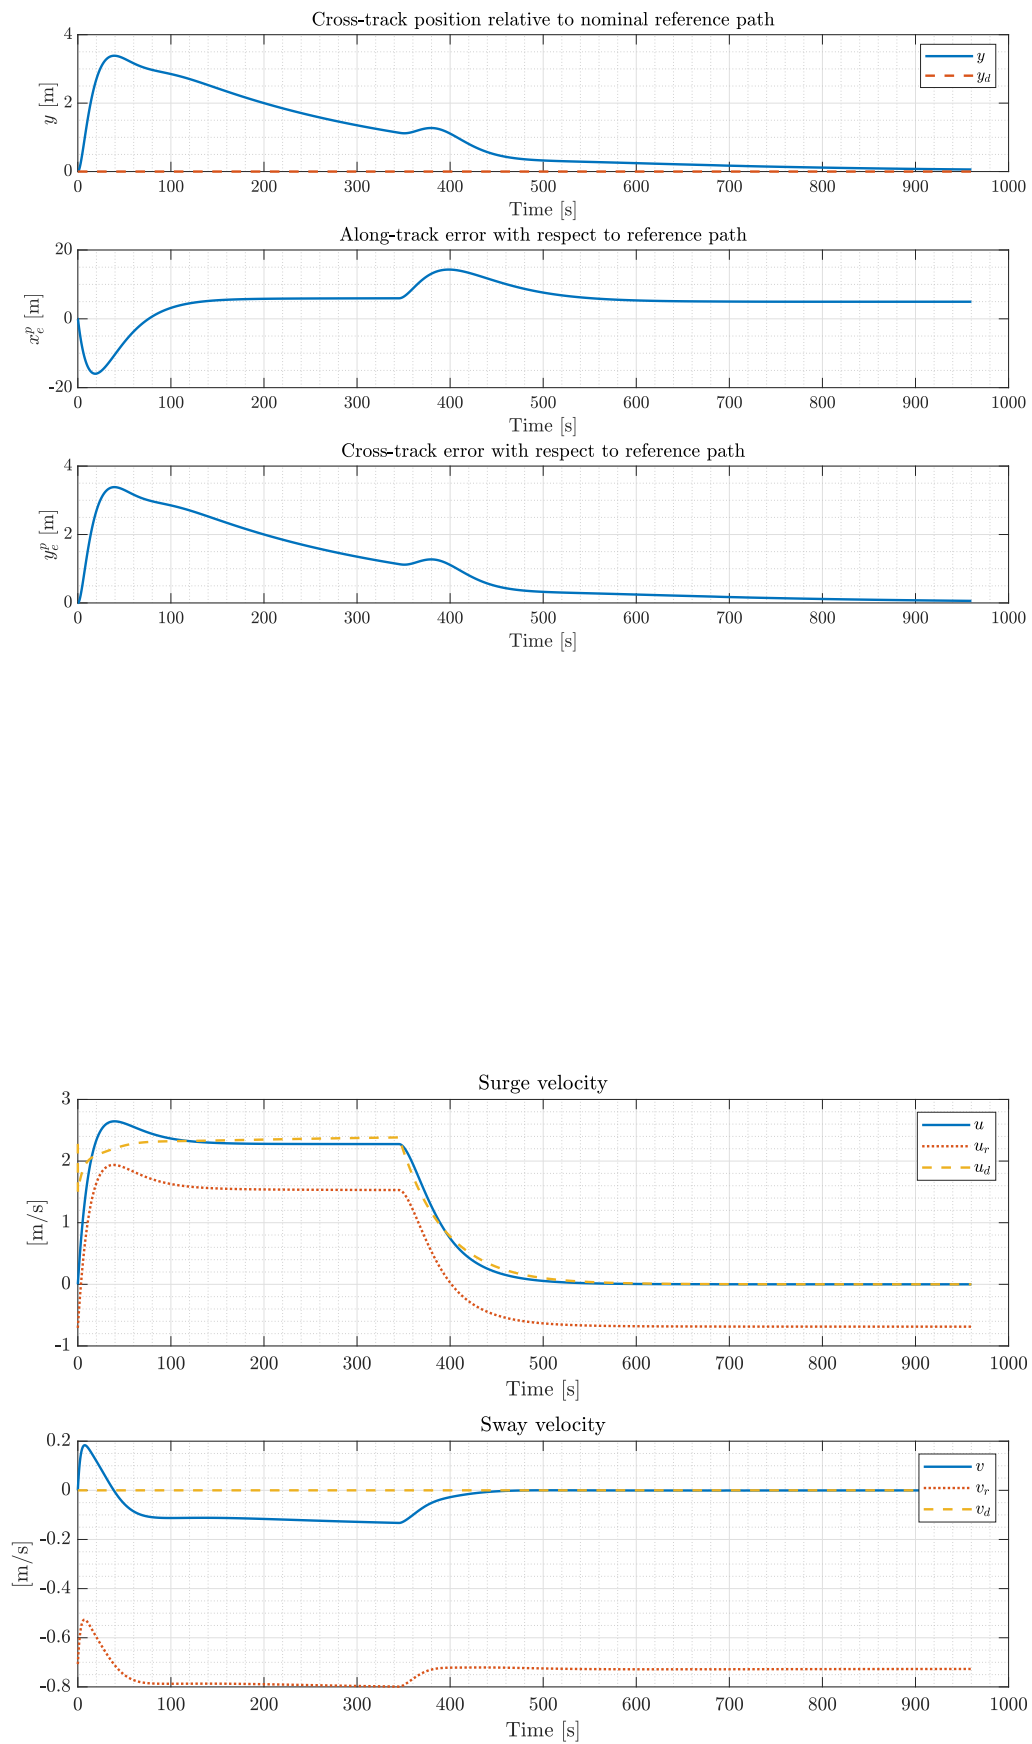 Cross-track position relative to nominal reference path
4
2
0
y [m]
y
y_d
0 100 200 300 400 500 600 700 800 900 1000
Time [s]
Along-track error with respect to reference path
20
0
-20
x_e^p [m]
0 100 200 300 400 500 600 700 800 900 1000
Time [s]
Cross-track error with respect to reference path
4
2
0
y_e^p [m]
0 100 200 300 400 500 600 700 800 900 1000
Time [s]
Surge velocity
3
2
1
0
-1
[m/s]
u
u_r
u_d
0 100 200 300 400 500 600 700 800 900 1000
Time [s]
Sway velocity
0.2
0
-0.2
-0.4
-0.6
-0.8
[m/s]
v
v_r
v_d
0 100 200 300 400 500 600 700 800 900 1000
Time [s]